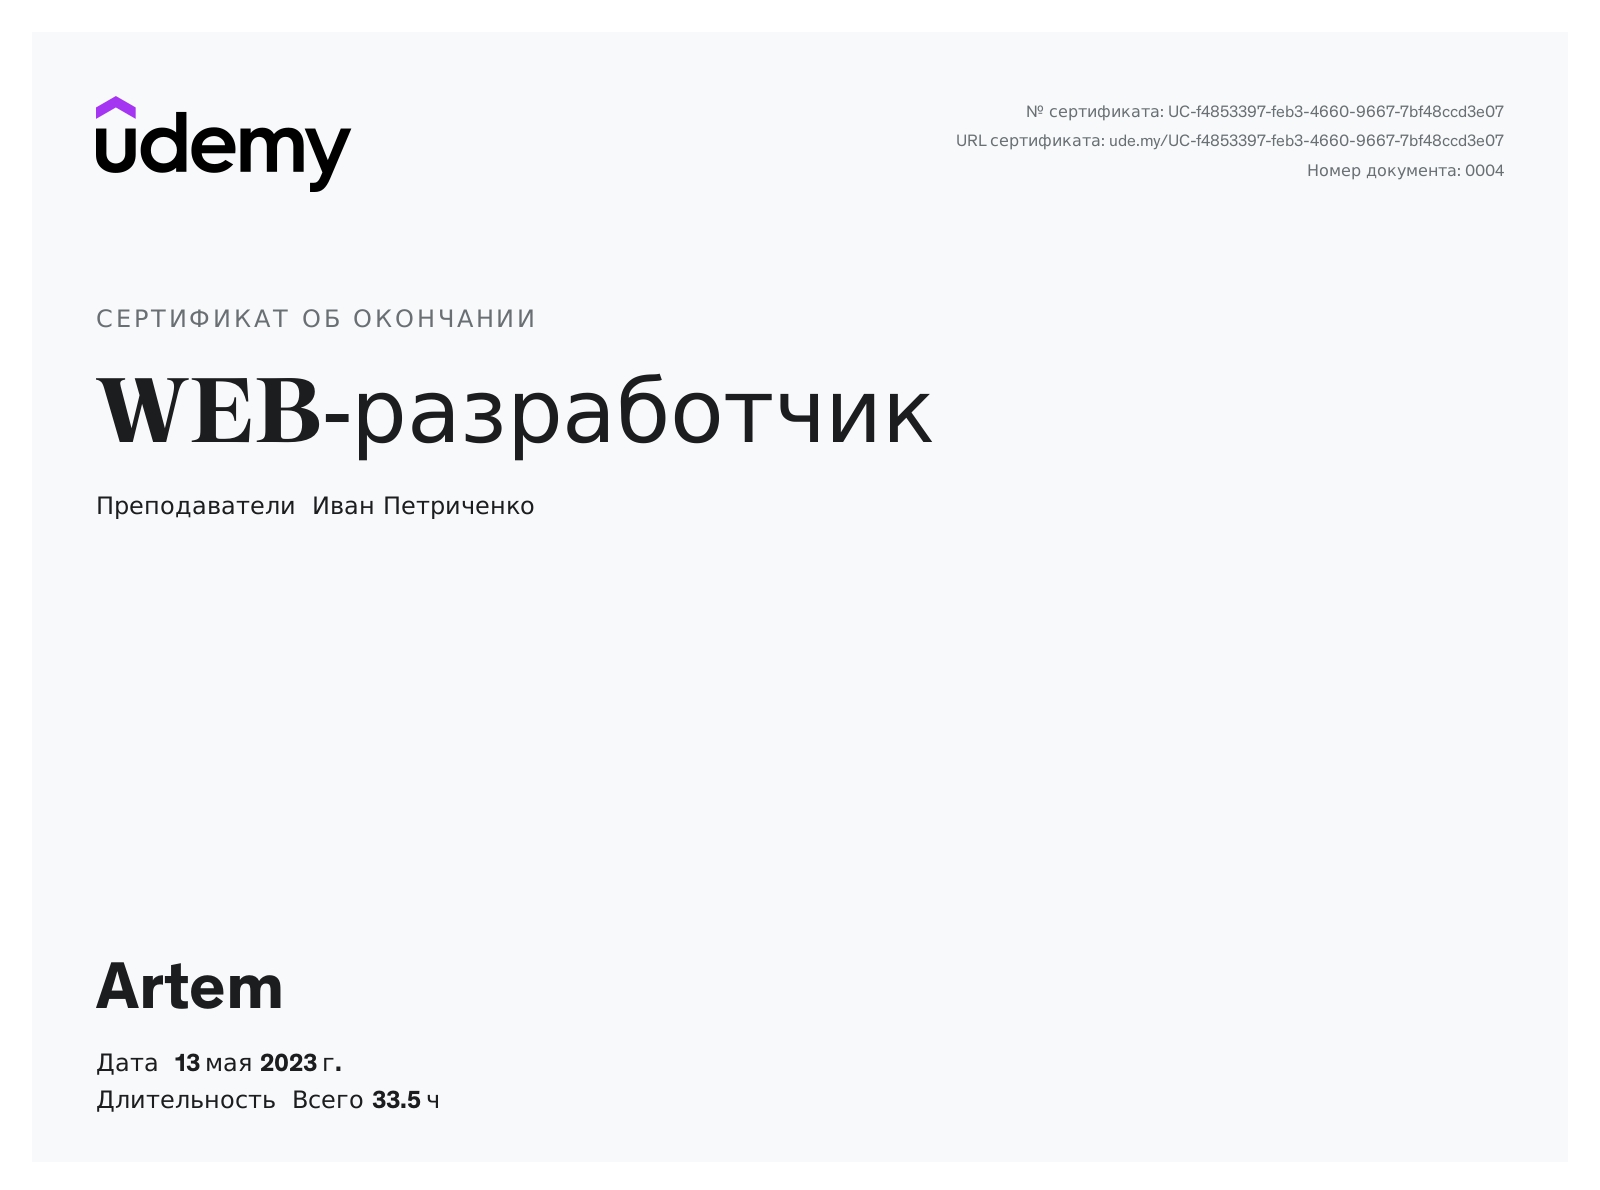 udemy
№ сертификата: UC-f4853397-feb3-4660-9667-7bf48ccd3e07
URL сертификата: ude.my/UC-f4853397-feb3-4660-9667-7bf48ccd3e07
Номер документа: 0004
СЕРТИФИКАТ ОБ ОКОНЧАНИИ
WEB-разработчик
Преподаватели Иван Петриченко
Artem
Дата 13 мая 2023 г.
Длительность Всего 33.5 ч